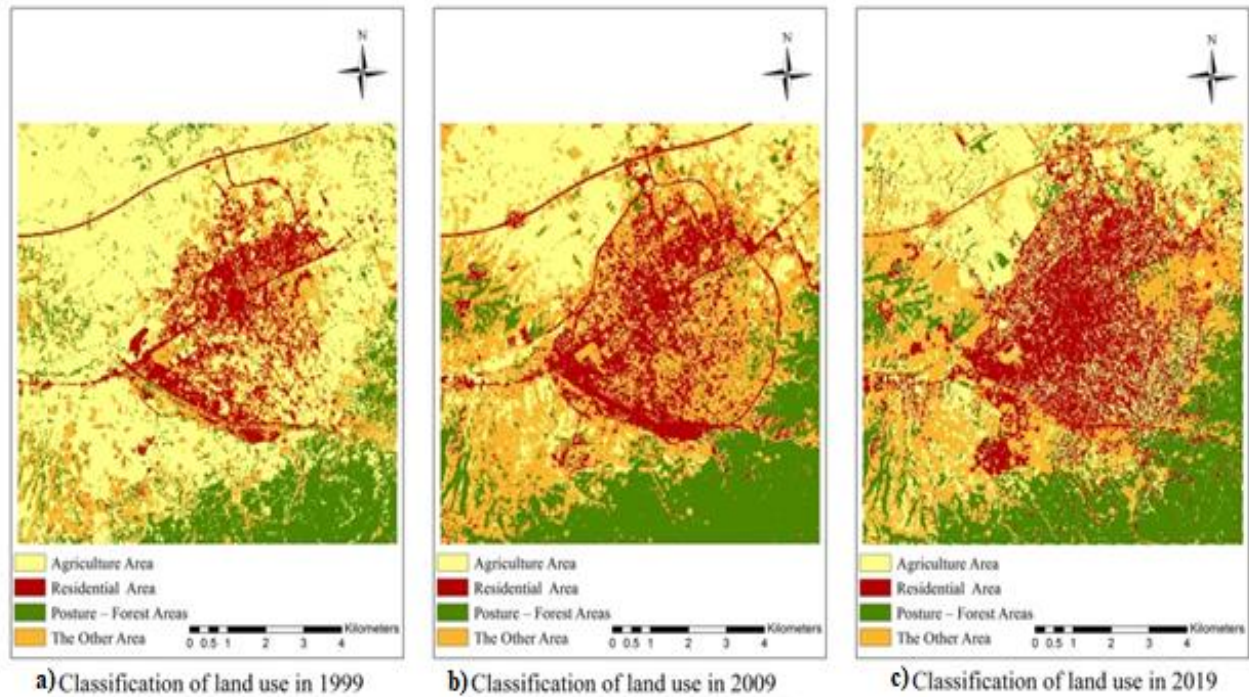 N
Agriculture Area
Residential Area
Posture – Forest Areas
The Other Area
Kilometers
0 0.5 1 2 3 4
a) Classification of land use in 1999
N
Agriculture Area
Residential Area
Posture – Forest Areas
The Other Area
Kilometers
0 0.5 1 2 3 4
b) Classification of land use in 2009
N
Agriculture Area
Residential Area
Posture – Forest Areas
The Other Area
Kilometers
0 0.5 1 2 3 4
c) Classification of land use in 2019